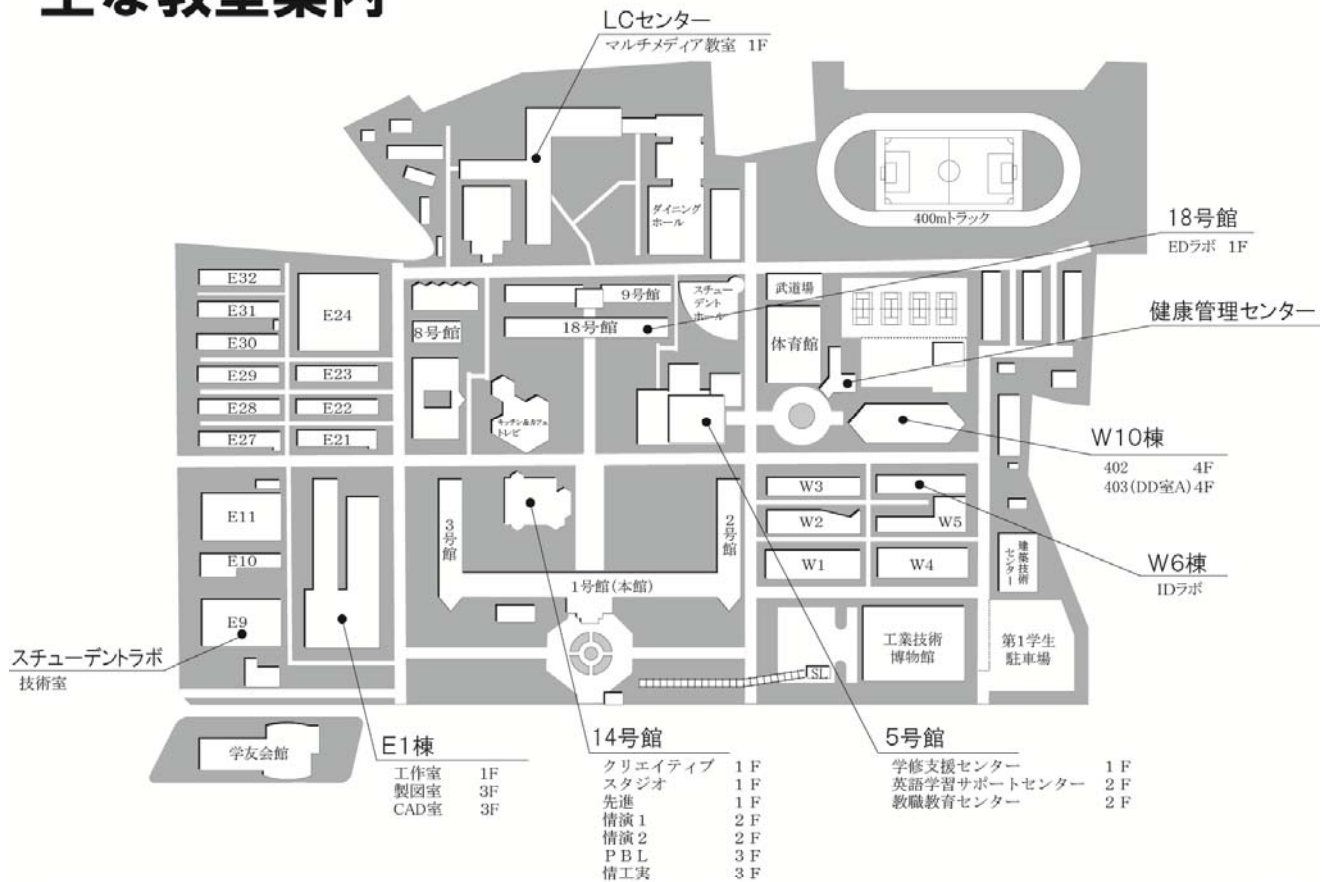 主な教室案内
LCセンター
マルチメディア教室 1F
400mトラック
ダイニング
ホール
18号館
EDラボ 1F
健康管理センター
W10棟
402 4F
403(DD室A) 4F
W6棟
IDラボ
E32
E31
E30
E29
E28
E27
E24
E23
E22
E21
8号館
9号館
18号館
スチュー
デント
ホール
武道場
体育館
キッチン&カフェ
トレビ
E11
E10
E9
3号館
2号館
1号館(本館)
W3
W2
W1
W5
W4
建築技術
センター
工業技術
博物館
第1学生
駐車場
SL
スチューデントラボ
技術室
学友会館
E1棟
工作室 1F
製図室 3F
CAD室 3F
14号館
クリエイティブ 1F
スタジオ 1F
先進 1F
情演1 2F
情演2 2F
PBL 3F
情工実 3F
5号館
学修支援センター 1F
英語学習サポートセンター 2F
教職教育センター 2F